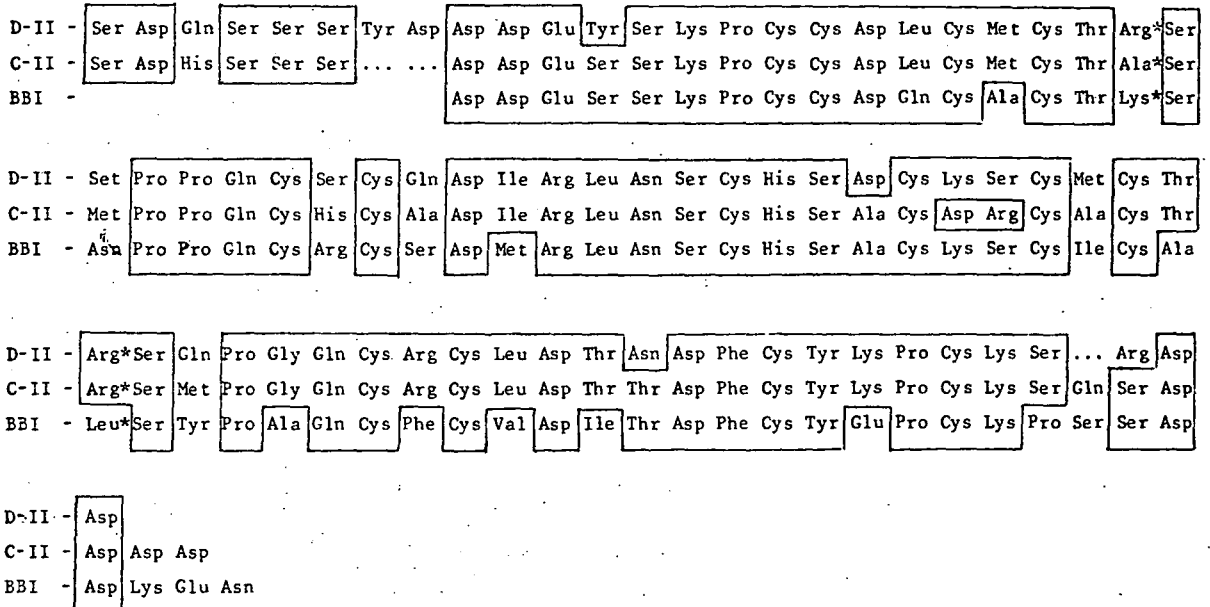 D-II - Ser Asp Gln Ser Ser Ser Tyr Asp Asp Asp Glu Tyr Ser Lys Pro Cys Cys Asp Leu Cys Met Cys Thr Arg*Ser
C-II - Ser Asp His Ser Ser Ser ... ... Asp Asp Glu Ser Ser Lys Pro Cys Cys Asp Leu Cys Met Cys Thr Ala*Ser
BBI - Asp Asp Glu Ser Ser Lys Pro Cys Cys Asp Gln Cys Ala Cys Thr Lys*Ser
D-II - Set Pro Pro Gln Cys Ser Cys Gln Asp Ile Arg Leu Asn Ser Cys His Ser Asp Cys Lys Ser Cys Met Cys Thr
C-II - Met Pro Pro Gln Cys His Cys Ala Asp Ile Arg Leu Asn Ser Cys His Ser Ala Cys Asp Arg Cys Ala Cys Thr
BBI - Asn Pro Pro Gln Cys Arg Cys Ser Asp Met Arg Leu Asn Ser Cys His Ser Ala Cys Lys Ser Cys Ile Cys Ala
D-II - Arg*Ser Gln Pro Gly Gln Cys Arg Cys Leu Asp Thr Asn Asp Phe Cys Tyr Lys Pro Cys Lys Ser ... Arg Asp
C-II - Arg*Ser Met Pro Gly Gln Cys Arg Cys Leu Asp Thr Thr Asp Phe Cys Tyr Lys Pro Cys Lys Ser Gln Ser Asp
BBI - Leu*Ser Tyr Pro Ala Gln Cys Phe Cys Val Asp Ile Thr Asp Phe Cys Tyr Glu Pro Cys Lys Pro Ser Ser Asp
D-II - Asp
C-II - Asp Asp Asp
BBI - Asp Lys Glu Asn